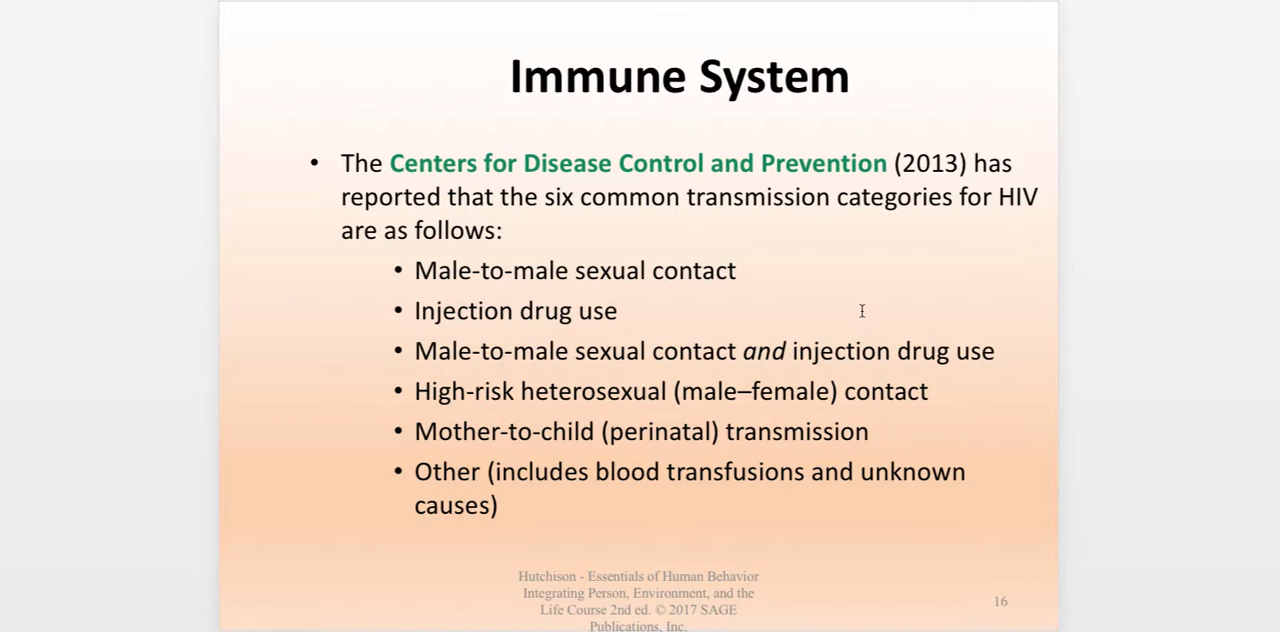 Immune System
• The Centers for Disease Control and Prevention (2013) has
reported that the six common transmission categories for HIV
are as follows:
• Male-to-male sexual contact
• Injection drug use
• Male-to-male sexual contact and injection drug use
• High-risk heterosexual (male–female) contact
• Mother-to-child (perinatal) transmission
• Other (includes blood transfusions and unknown
causes)
Hutchison - Essentials of Human Behavior
Integrating Person, Environment, and the
Life Course 2nd ed. © 2017 SAGE
Publications, Inc.
16